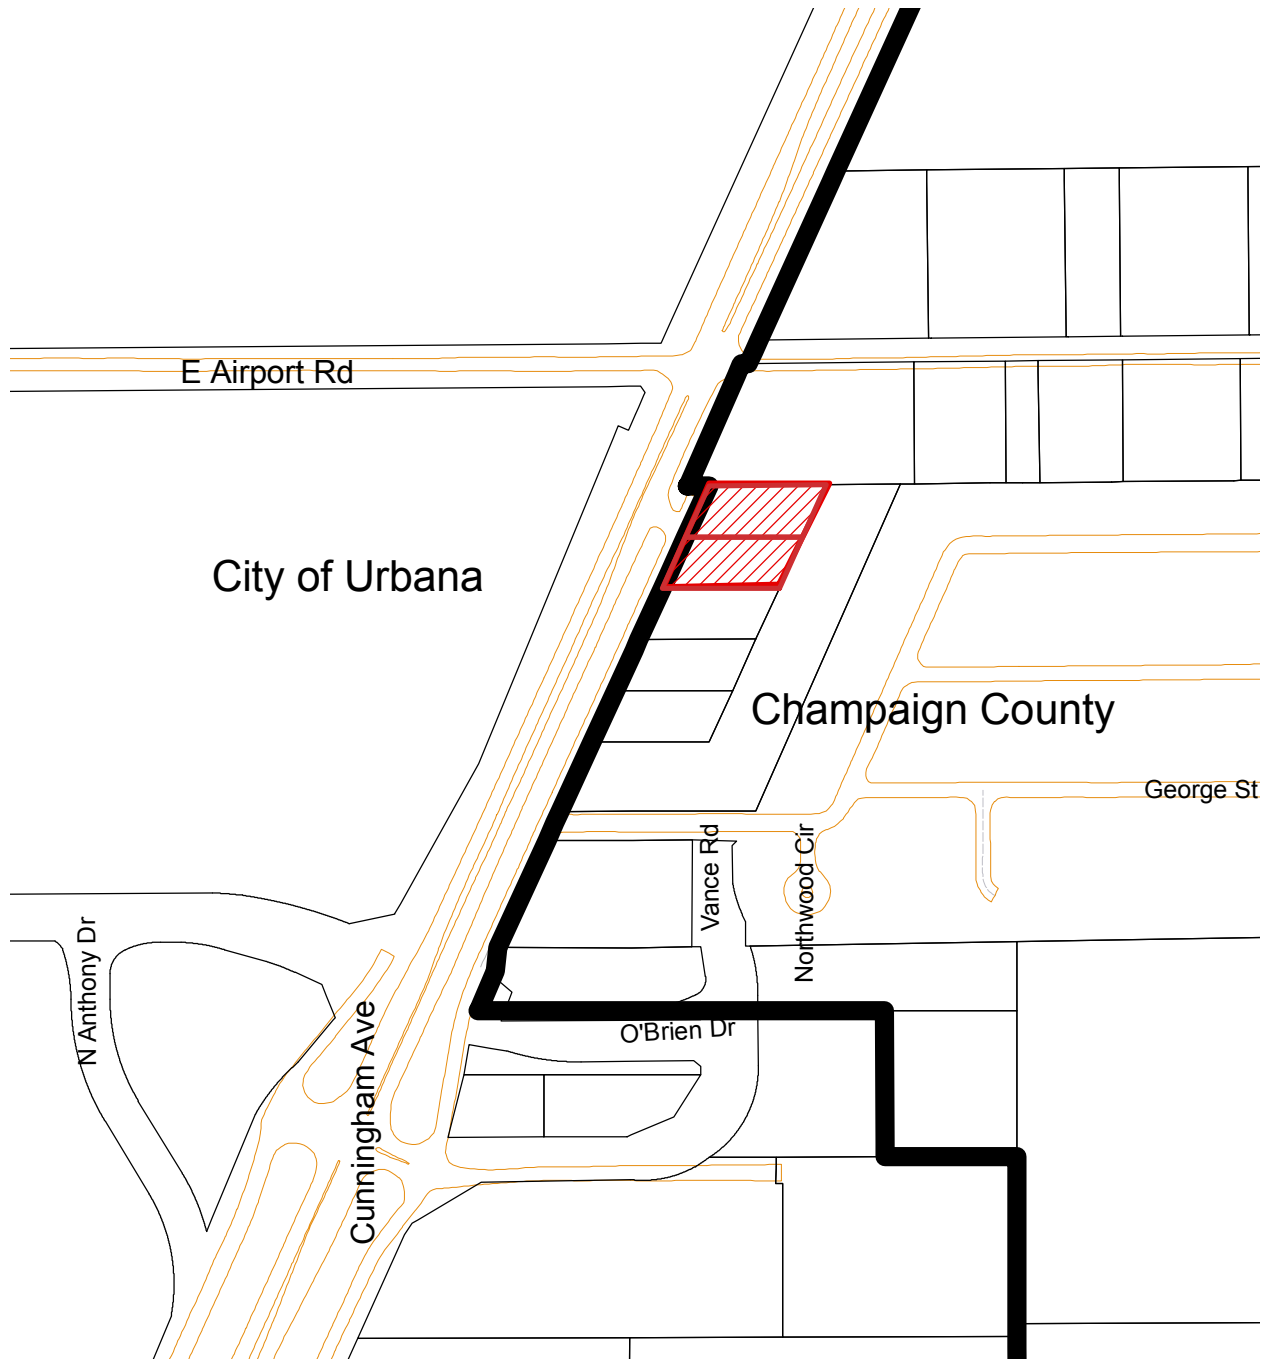 E Airport Rd
City of Urbana
Champaign County
George St
Vance Rd
Northwood Cir
N Anthony Dr
Cunningham Ave
O'Brien Dr